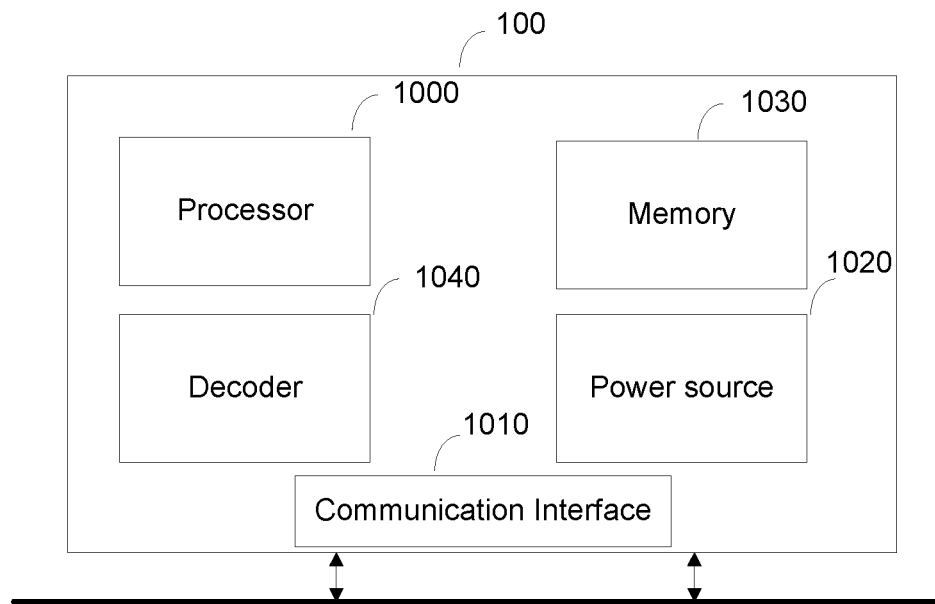 100
1000
1030
Processor
Memory
1040
1020
Decoder
Power source
1010
Communication Interface